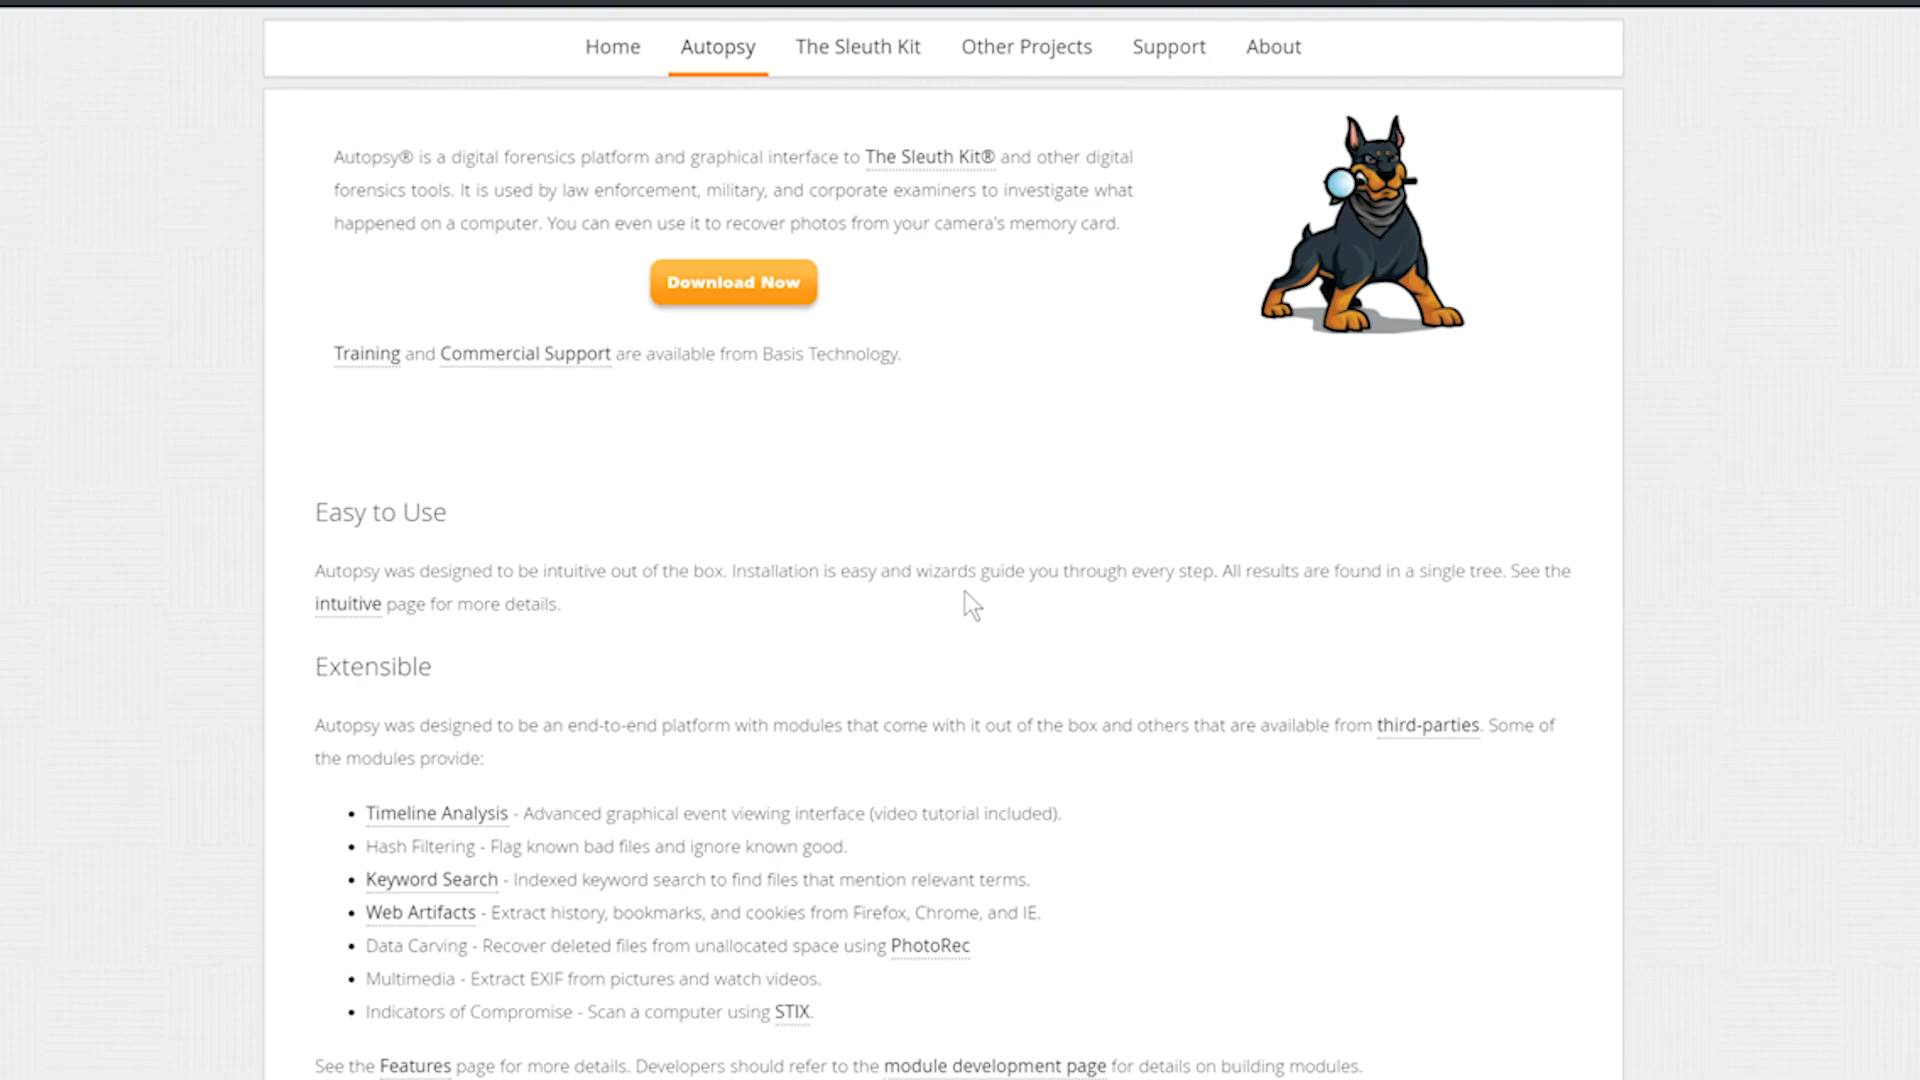 Home Autopsy The Sleuth Kit Other Projects Support About
Autopsy® is a digital forensics platform and graphical interface to The Sleuth Kit® and other digital
forensics tools. It is used by law enforcement, military, and corporate examiners to investigate what
happened on a computer. You can even use it to recover photos from your camera's memory card.
Download Now
Training and Commercial Support are available from Basis Technology.
Easy to Use
Autopsy was designed to be intuitive out of the box. Installation is easy and wizards guide you through every step. All results are found in a single tree. See the
intuitive page for more details.
Extensible
Autopsy was designed to be an end-to-end platform with modules that come with it out of the box and others that are available from third-parties. Some of
the modules provide:
• Timeline Analysis - Advanced graphical event viewing interface (video tutorial included).
• Hash Filtering - Flag known bad files and ignore known good.
• Keyword Search - Indexed keyword search to find files that mention relevant terms.
• Web Artifacts - Extract history, bookmarks, and cookies from Firefox, Chrome, and IE.
• Data Carving - Recover deleted files from unallocated space using PhotoRec
• Multimedia - Extract EXIF from pictures and watch videos.
• Indicators of Compromise - Scan a computer using STIX.
See the Features page for more details. Developers should refer to the module development page for details on building modules.